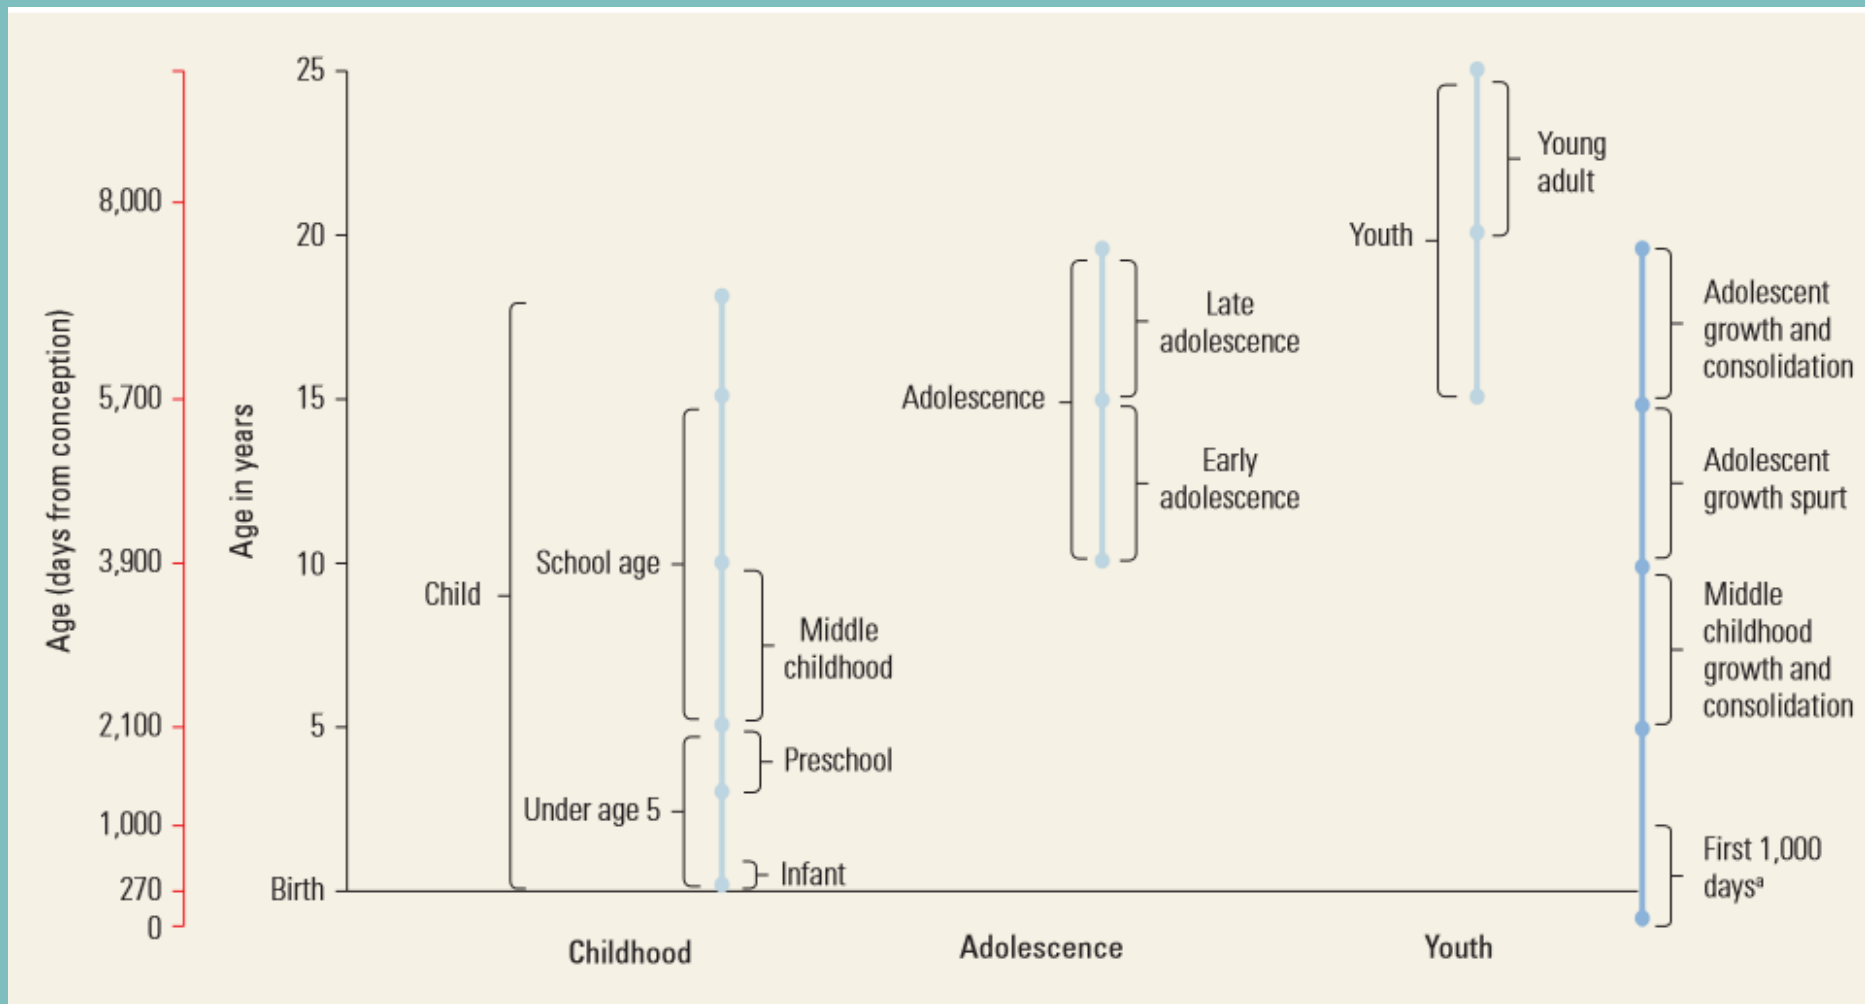 Age (days from conception)
8,000
5,700
3,900
2,100
1,000
270
0
Age in years
25
20
15
10
5
Birth
Child
School age
Under age 5
Middle
childhood
Preschool
Infant
Childhood
Adolescence
Late
adolescence
Early
adolescence
Adolescence
Youth
Young
adult
Youth
Adolescent
growth and
consolidation
Adolescent
growth spurt
Middle
childhood
growth and
consolidation
First 1,000
daysᵃ